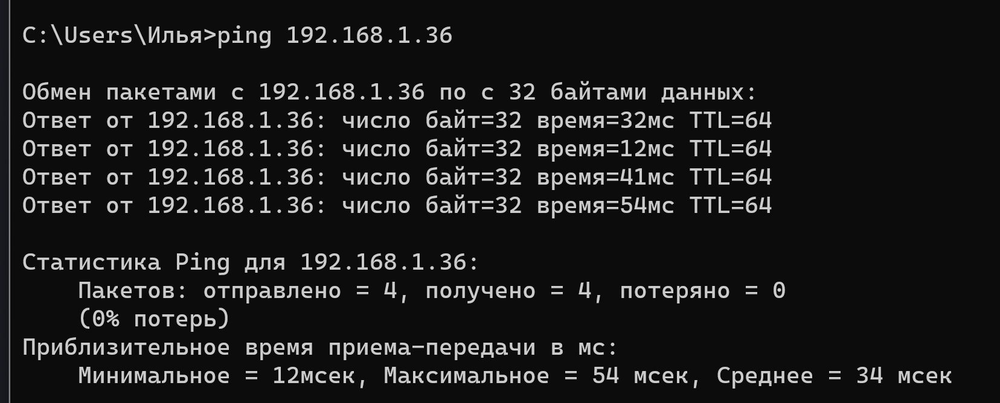 C:\Users\Илья>ping 192.168.1.36
Обмен пакетами с 192.168.1.36 по с 32 байтами данных:
Ответ от 192.168.1.36: число байт=32 время=32мс TTL=64
Ответ от 192.168.1.36: число байт=32 время=12мс TTL=64
Ответ от 192.168.1.36: число байт=32 время=41мс TTL=64
Ответ от 192.168.1.36: число байт=32 время=54мс TTL=64
Статистика Ping для 192.168.1.36:
    Пакетов: отправлено = 4, получено = 4, потеряно = 0
    (0% потерь)
Приблизительное время приема-передачи в мс:
    Минимальное = 12мсек, Максимальное = 54 мсек, Среднее = 34 мсек